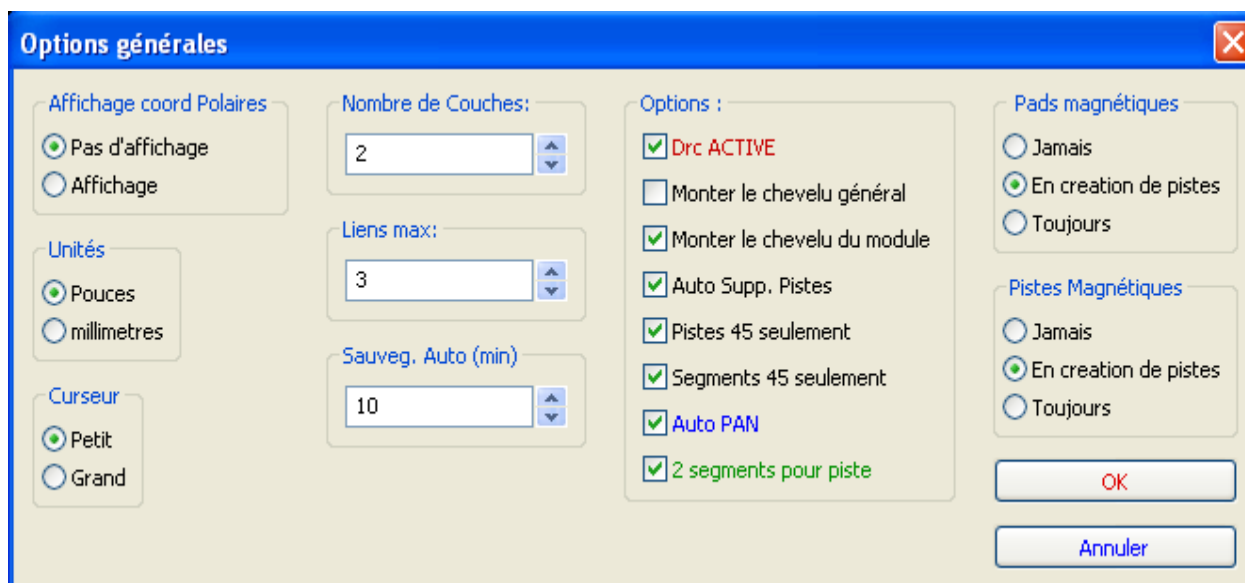 Options générales
Affichage coord Polaires
Pas d'affichage
Affichage
Unités
Pouces
millimetres
Curseur
Petit
Grand
Nombre de Couches:
2
Liens max:
3
Sauveg. Auto (min)
10
Options :
Drc ACTIVE
Monter le chevelu général
Monter le chevelu du module
Auto Supp. Pistes
Pistes 45 seulement
Segments 45 seulement
Auto PAN
2 segments pour piste
Pads magnétiques
Jamais
En creation de pistes
Toujours
Pistes Magnétiques
Jamais
En creation de pistes
Toujours
OK
Annuler